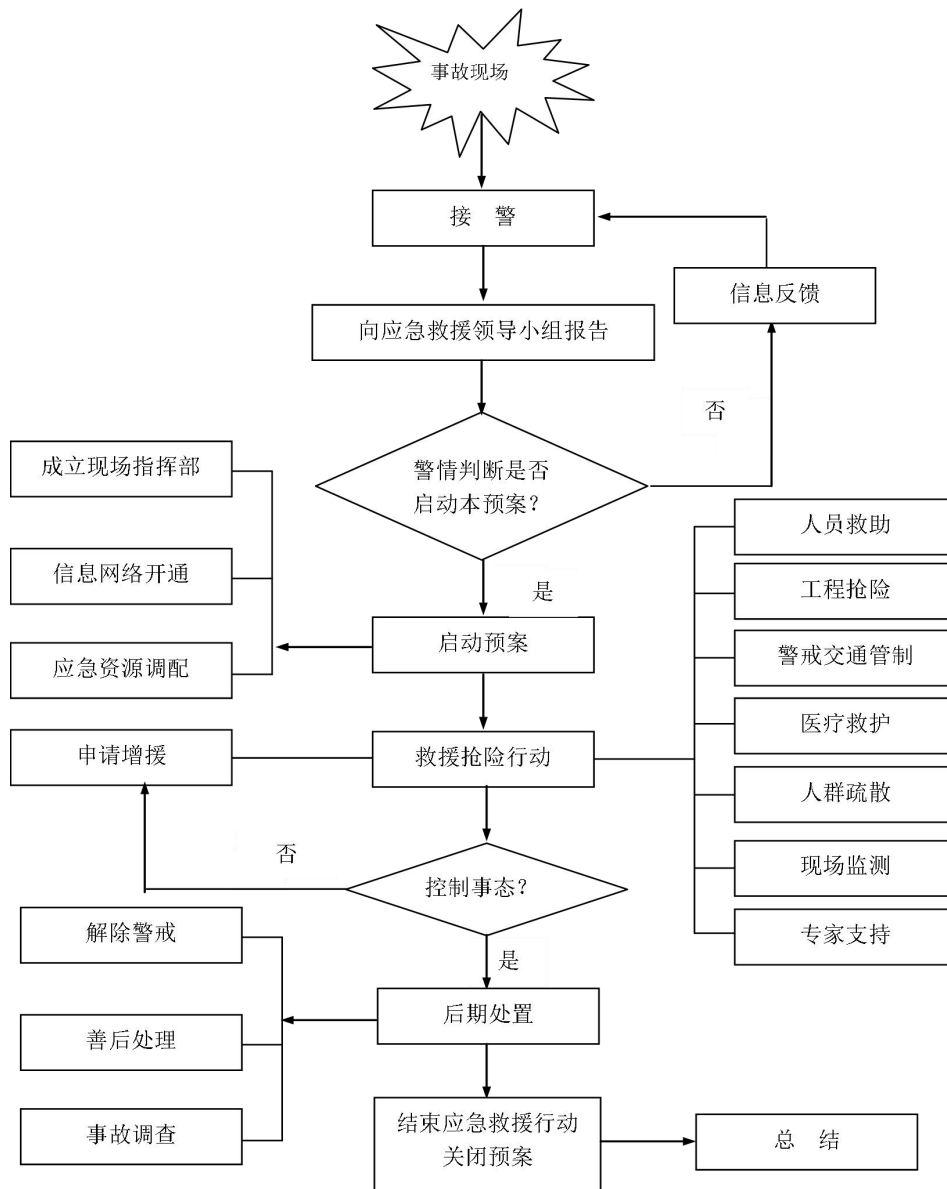 事故现场
接 警
信息反馈
向应急救援领导小组报告
否
警情判断是否
启动本预案?
成立现场指挥部
信息网络开通
应急资源调配
是
启动预案
人员救助
工程抢险
警戒交通管制
医疗救护
人群疏散
现场监测
专家支持
申请增援
救援抢险行动
否
控制事态?
是
解除警戒
善后处理
事故调查
后期处置
结束应急救援行动
关闭预案
总 结